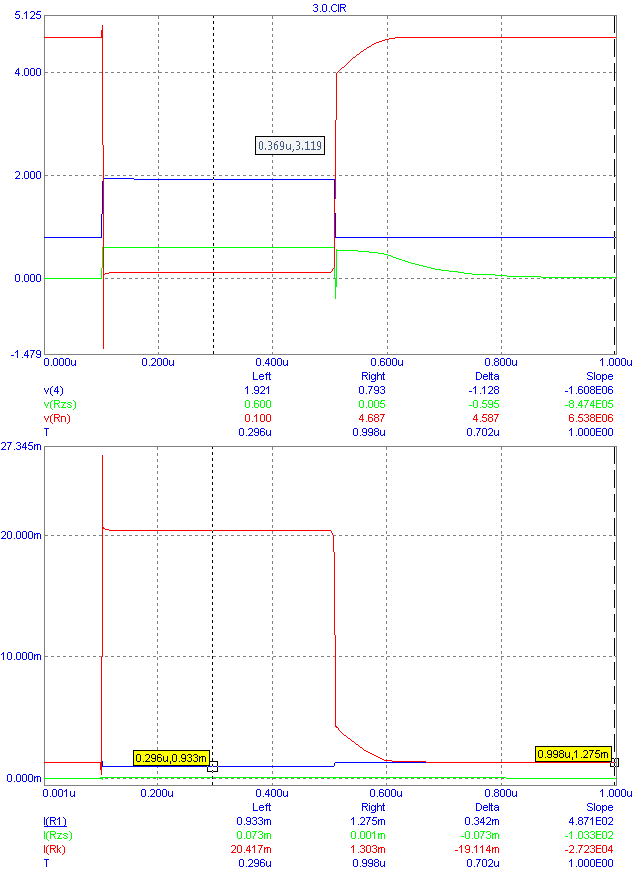 3.0.CIR
5.125
4.000
0.369u,3.119
2.000
0.000
-1.479
0.000u 0.200u 0.400u 0.600u 0.800u 1.000u
Left Right Delta Slope
v(4) 1.921 0.793 -1.128 -1.608E06
v(Rzs) 0.600 0.005 -0.595 -8.474E05
v(Rn) 0.100 4.687 4.587 6.538E06
T 0.296u 0.998u 0.702u 1.000E00
27.345m
20.000m
10.000m
0.296u,0.933m 0.998u,1.275m
0.000m
0.001u 0.200u 0.400u 0.600u 0.800u 1.000u
Left Right Delta Slope
I(R1) 0.933m 1.275m 0.342m 4.871E02
I(Rzs) 0.073m 0.001m -0.073m -1.033E02
I(Rk) 20.417m 1.303m -19.114m -2.723E04
T 0.296u 0.998u 0.702u 1.000E00